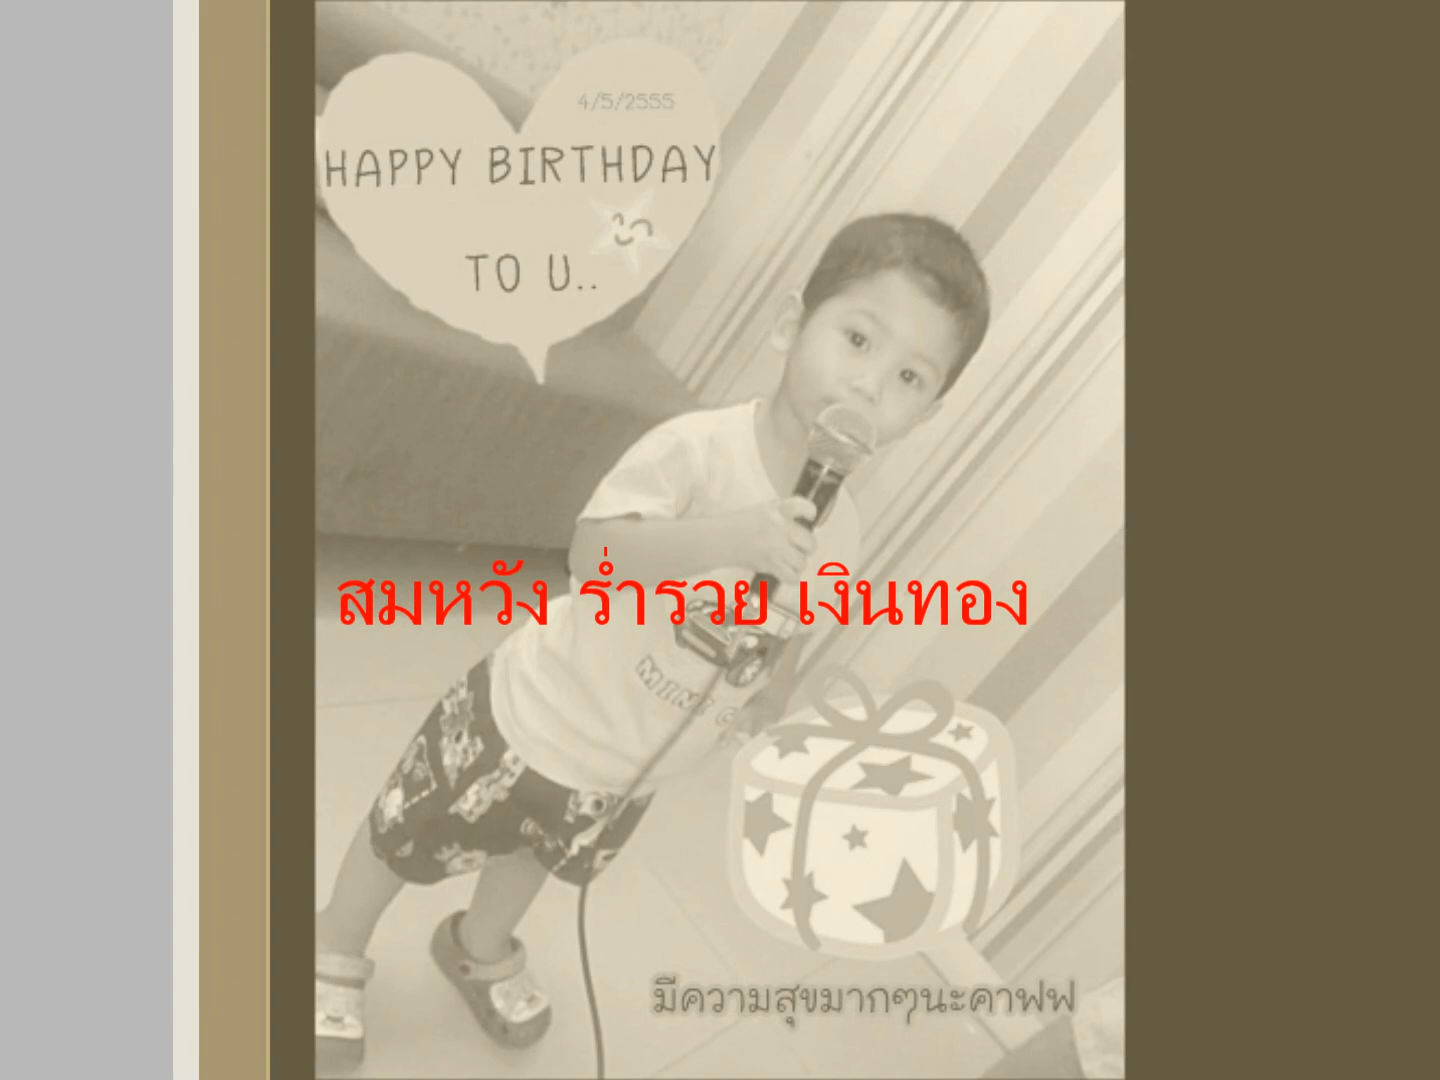 4/5/2555
HAPPY BIRTHDAY
TO U..
สมหวัง ร่ำรวย เงินทอง
MINI C
มีความสุขมากๆนะคาฟฟ